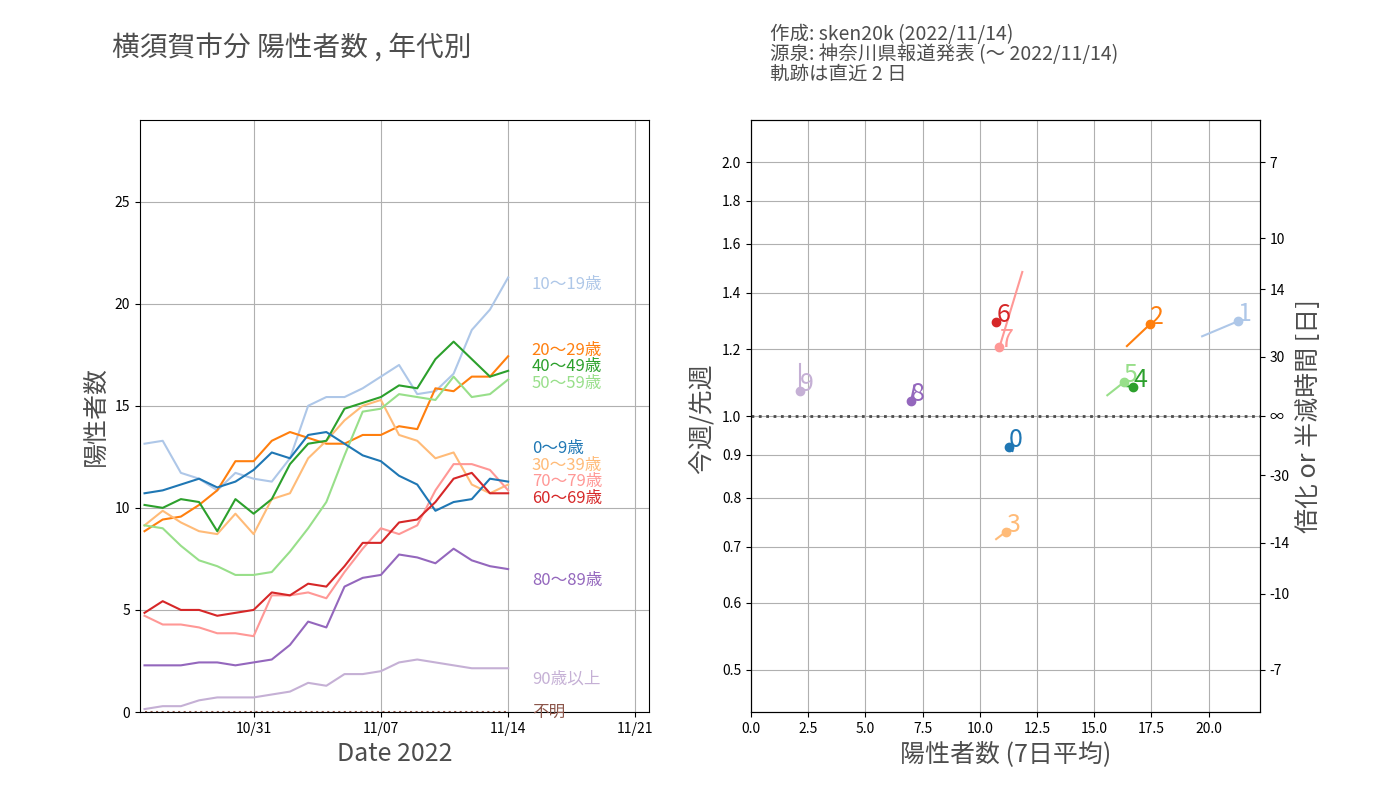 横須賀市分 陽性者数 , 年代別
作成: sken20k (2022/11/14)
源泉: 神奈川県報道発表 (〜 2022/11/14)
軌跡は直近 2 日
陽性者数
25
20
15
10
5
0
10〜19歳
20〜29歳
40〜49歳
50〜59歳
0〜9歳
30〜39歳
70〜79歳
60〜69歳
80〜89歳
90歳以上
不明
10/31
11/07
11/14
11/21
Date 2022
今週/先週
2.0
1.8
1.6
1.4
1.2
1.0
0.9
0.8
0.7
0.6
0.5
1
2
6
7
5
4
9
8
0
3
7
10
14
30
∞
-30
-14
-10
-7
倍化 or 半減時間 [日]
0.0
2.5
5.0
7.5
10.0
12.5
15.0
17.5
20.0
陽性者数 (7日平均)